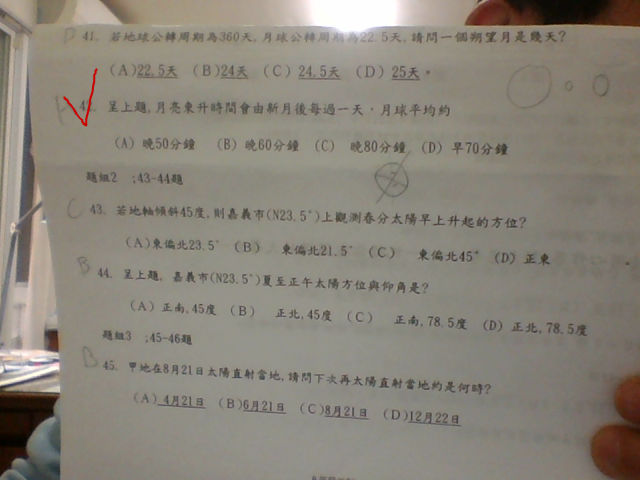 D 41. 若地球公轉周期為360天,月球公轉周期為22.5天,請問一個朔望月是幾天?
(A)22.5天 (B)24天 (C) 24.5天 (D) 25天。
42. 呈上題,月亮東升時間會由新月後每過一天,月球平均約
(A) 晚50分鐘 (B) 晚60分鐘 (C) 晚80分鐘 (D) 早70分鐘
題組2 ;43-44題
C 43. 若地軸傾斜45度,則嘉義市(N23.5°)上觀測春分太陽早上升起的方位?
(A)東偏北23.5° (B) 東偏北21.5° (C) 東偏北45° (D) 正東
B 44. 呈上題, 嘉義市(N23.5°)夏至正午太陽方位與仰角是?
(A) 正南,45度 (B) 正北,45度 (C) 正南,78.5度 (D) 正北,78.5度
題組3 ;45-46題
B 45. 甲地在8月21日太陽直射當地,請問下次再太陽直射當地約是何時?
(A) 4月21日 (B)6月21日 (C)8月21日 (D)12月22日